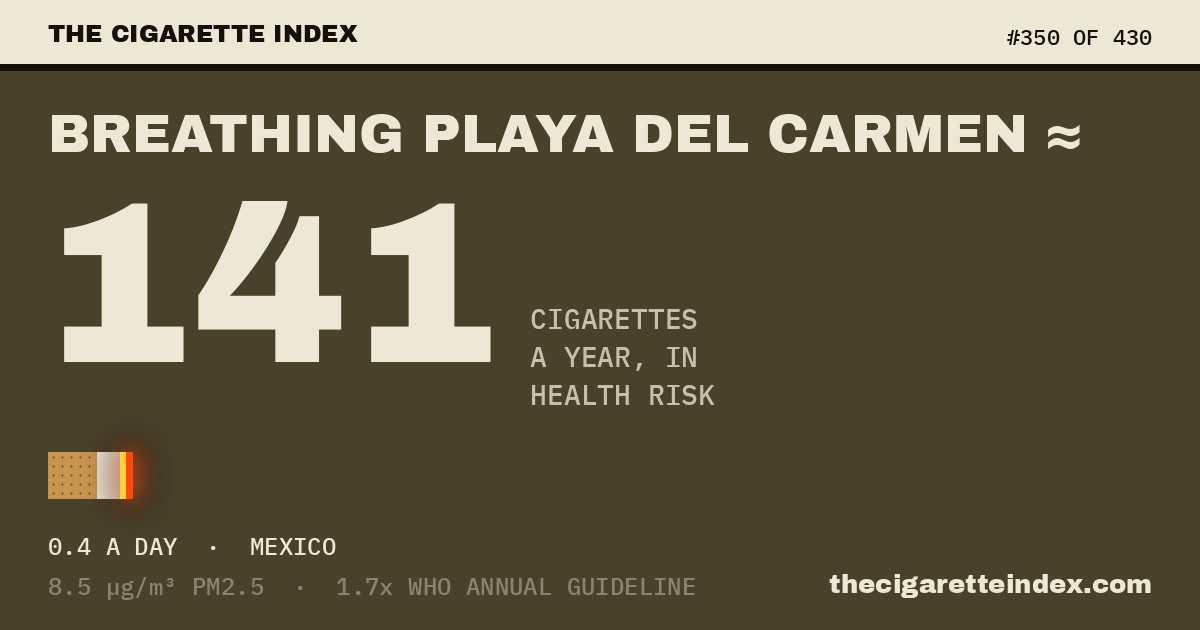 THE CIGARETTE INDEX
#350 OF 430
BREATHING PLAYA DEL CARMEN ≈
141
CIGARETTES
A YEAR, IN
HEALTH RISK
0.4 A DAY · MEXICO
8.5 µg/m³ PM2.5 · 1.7x WHO ANNUAL GUIDELINE
thecigaretteindex.com